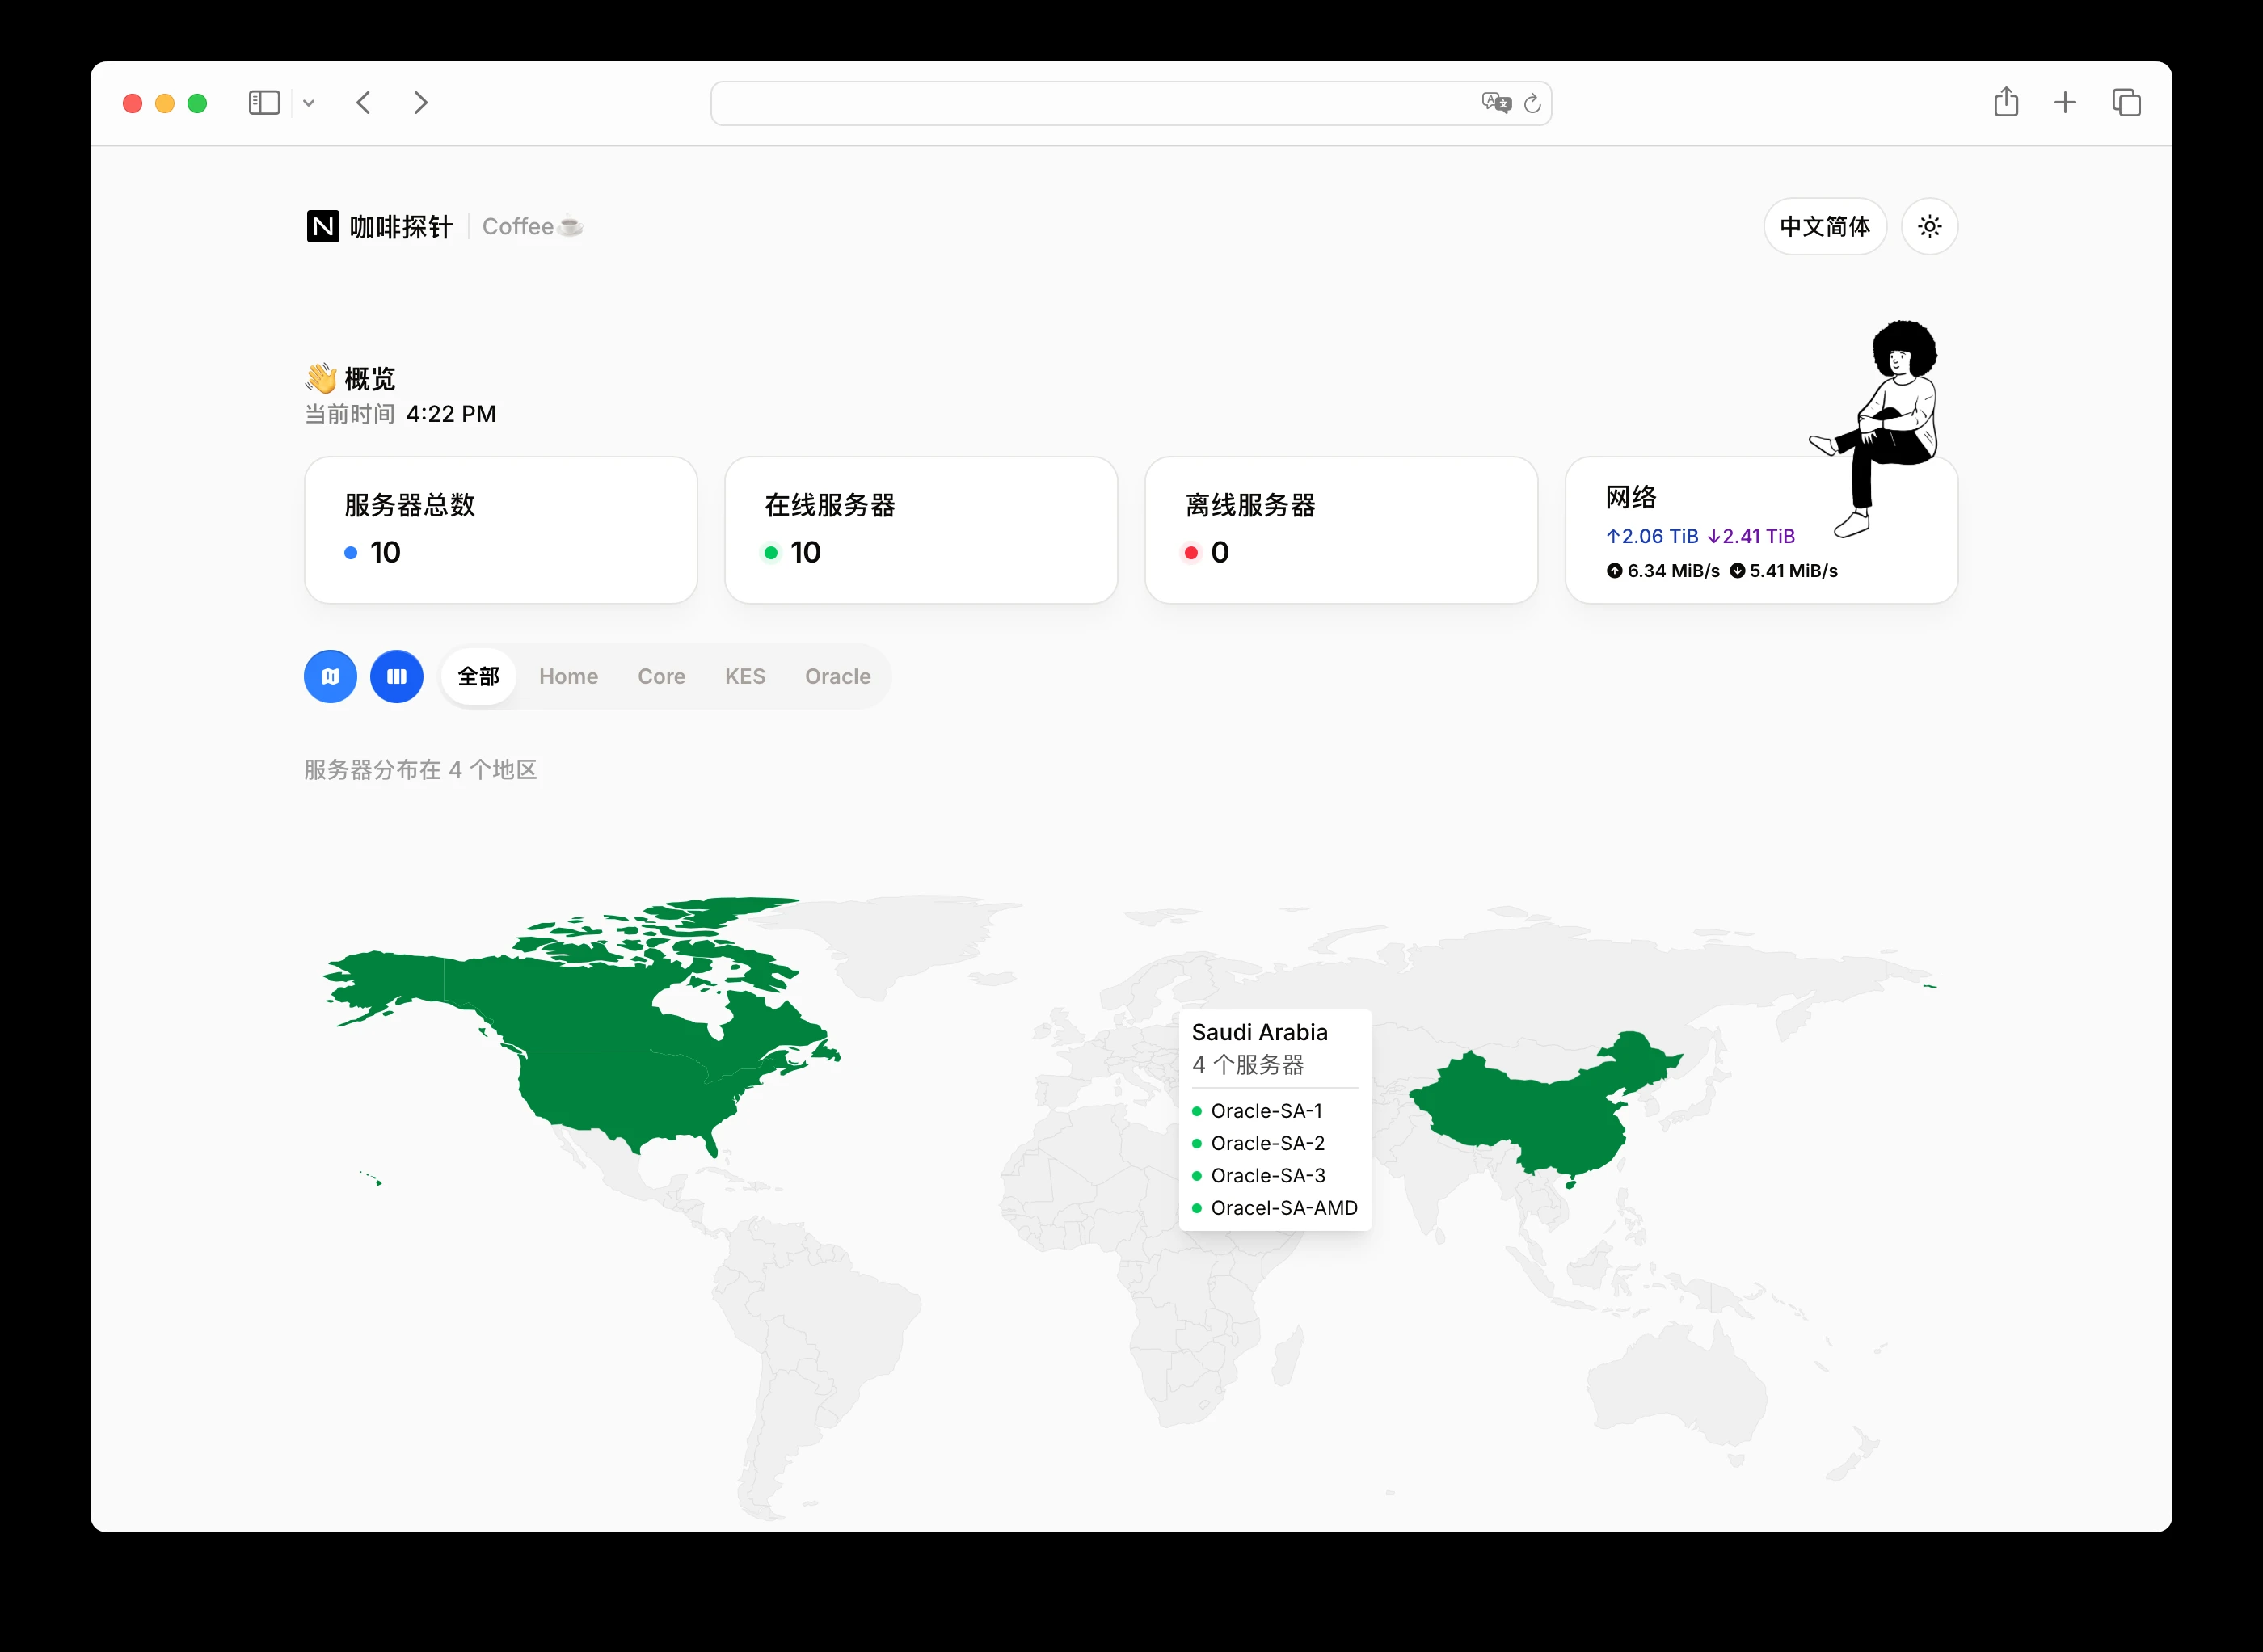 N 咖啡探针 Coffee☕
中文简体
👋 概览
当前时间 4:22 PM
服务器总数
10
在线服务器
10
离线服务器
0
网络
↑2.06 TiB ↓2.41 TiB
6.34 MiB/s 5.41 MiB/s
全部 Home Core KES Oracle
服务器分布在 4 个地区
Saudi Arabia
4 个服务器
Oracle-SA-1
Oracle-SA-2
Oracle-SA-3
Oracel-SA-AMD